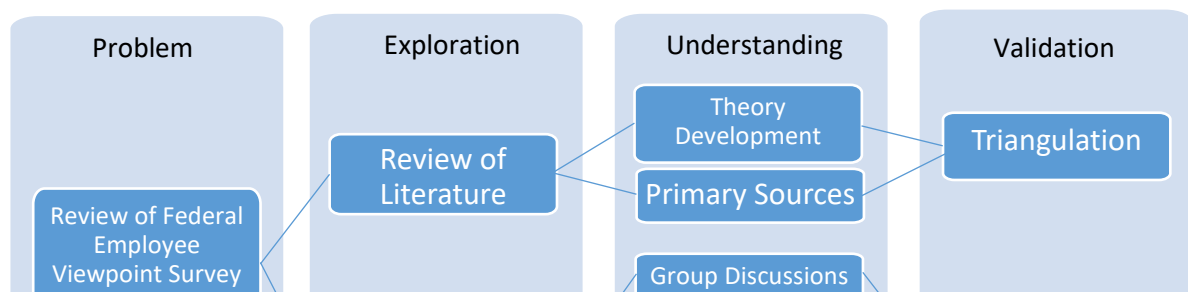 Problem
Exploration
Understanding
Validation
Review of Federal
Employee
Viewpoint Survey
Review of
Literature
Theory
Development
Primary Sources
Group Discussions
Triangulation